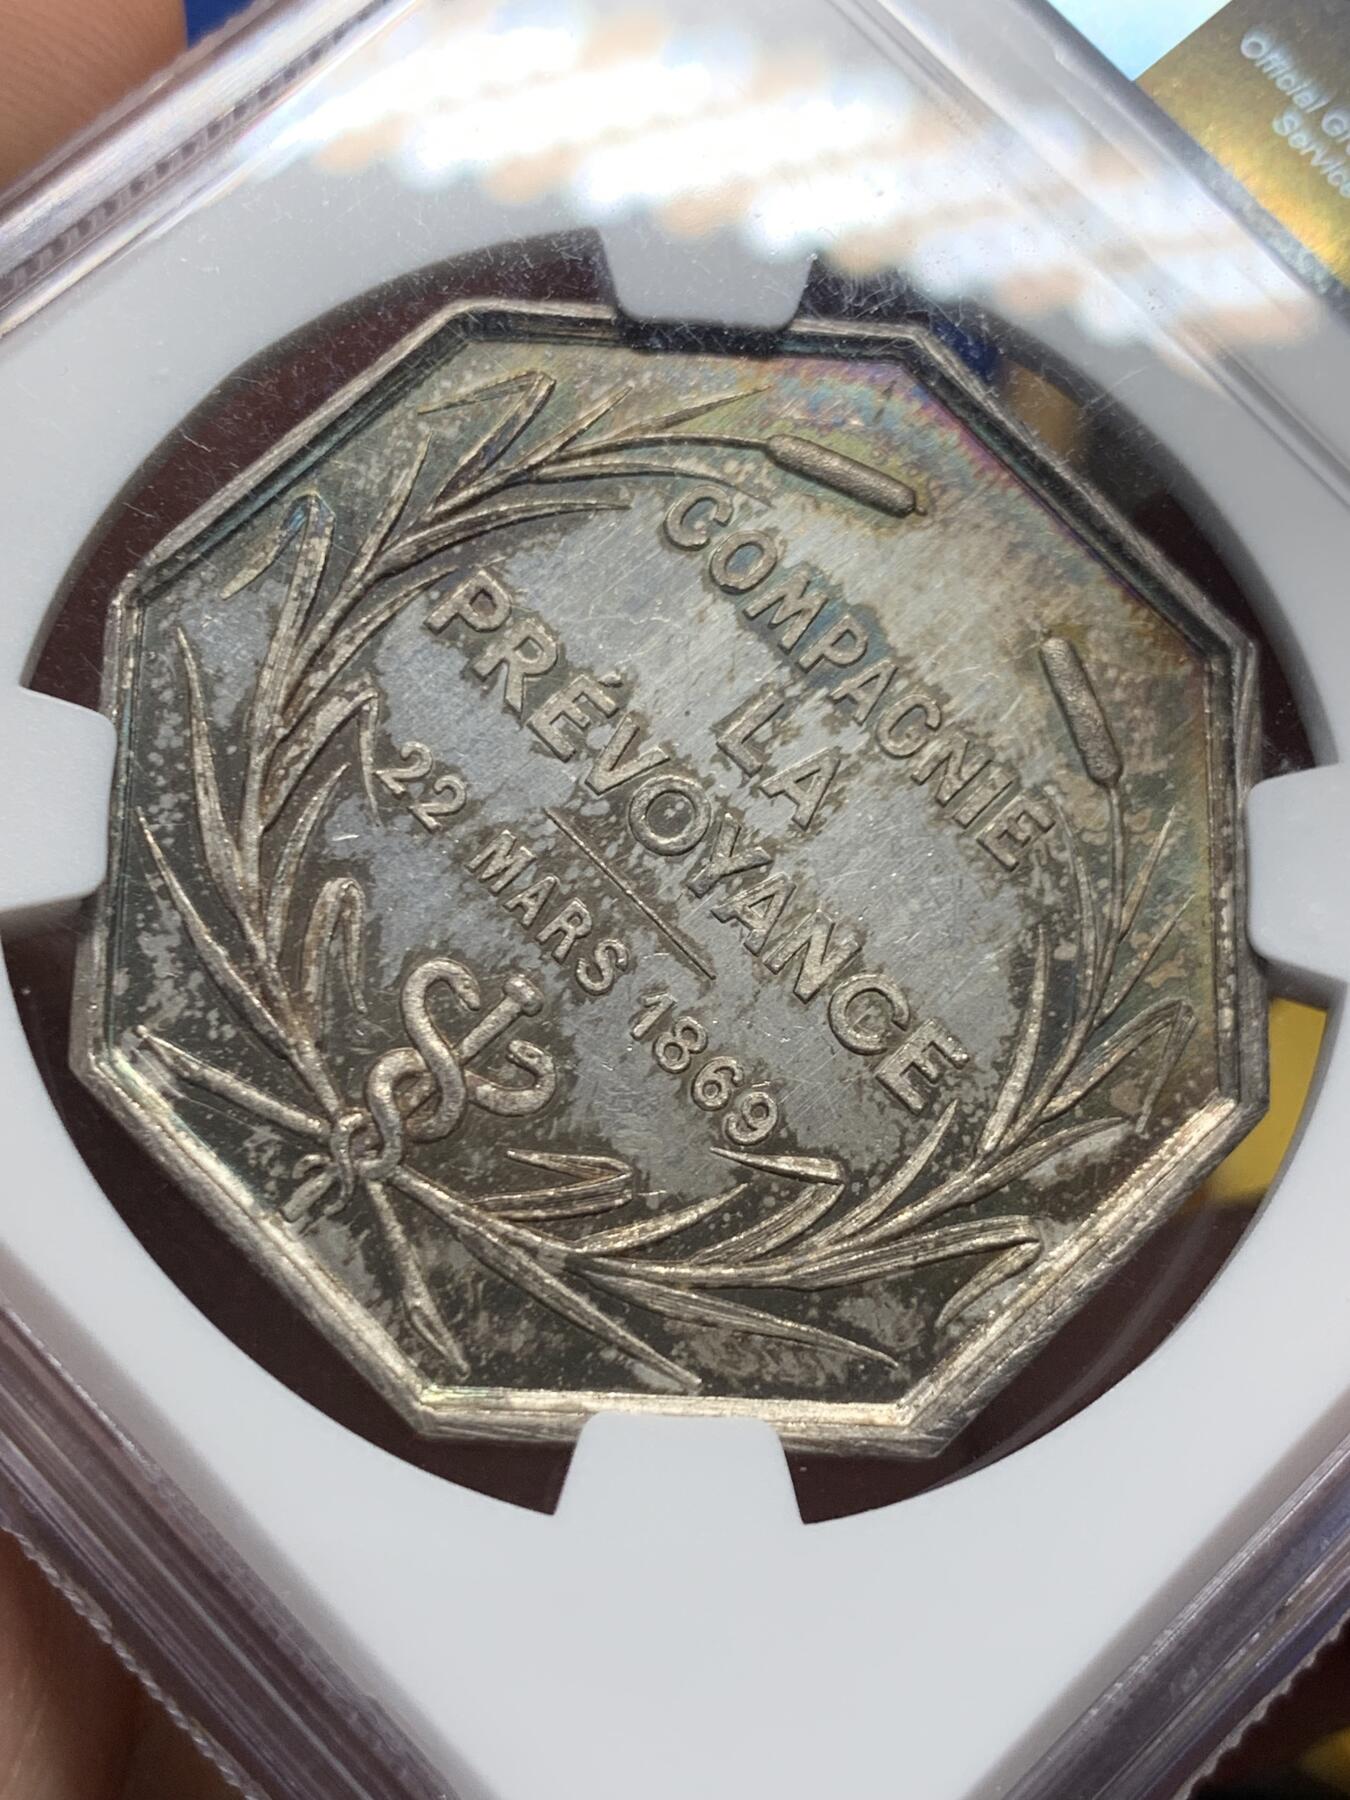 COMPAGNIE
LA
PRÉVOYANCE
22 MARS 1869
Official
Service